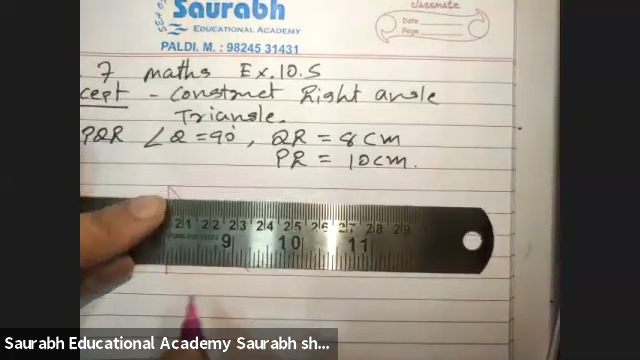 Saurabh
EDUCATIONAL ACADEMY
PALDI. M. : 98245 31431
classmate
Date
Page
7 maths Ex.10.5
cept - Construct Right angle
Triangle.
PQR ∠Q = 90°, QR = 8 cm
PR = 10 cm.
21 22 23 24 25 26 27 28 29
9 10 11
Saurabh Educational Academy Saurabh sh...